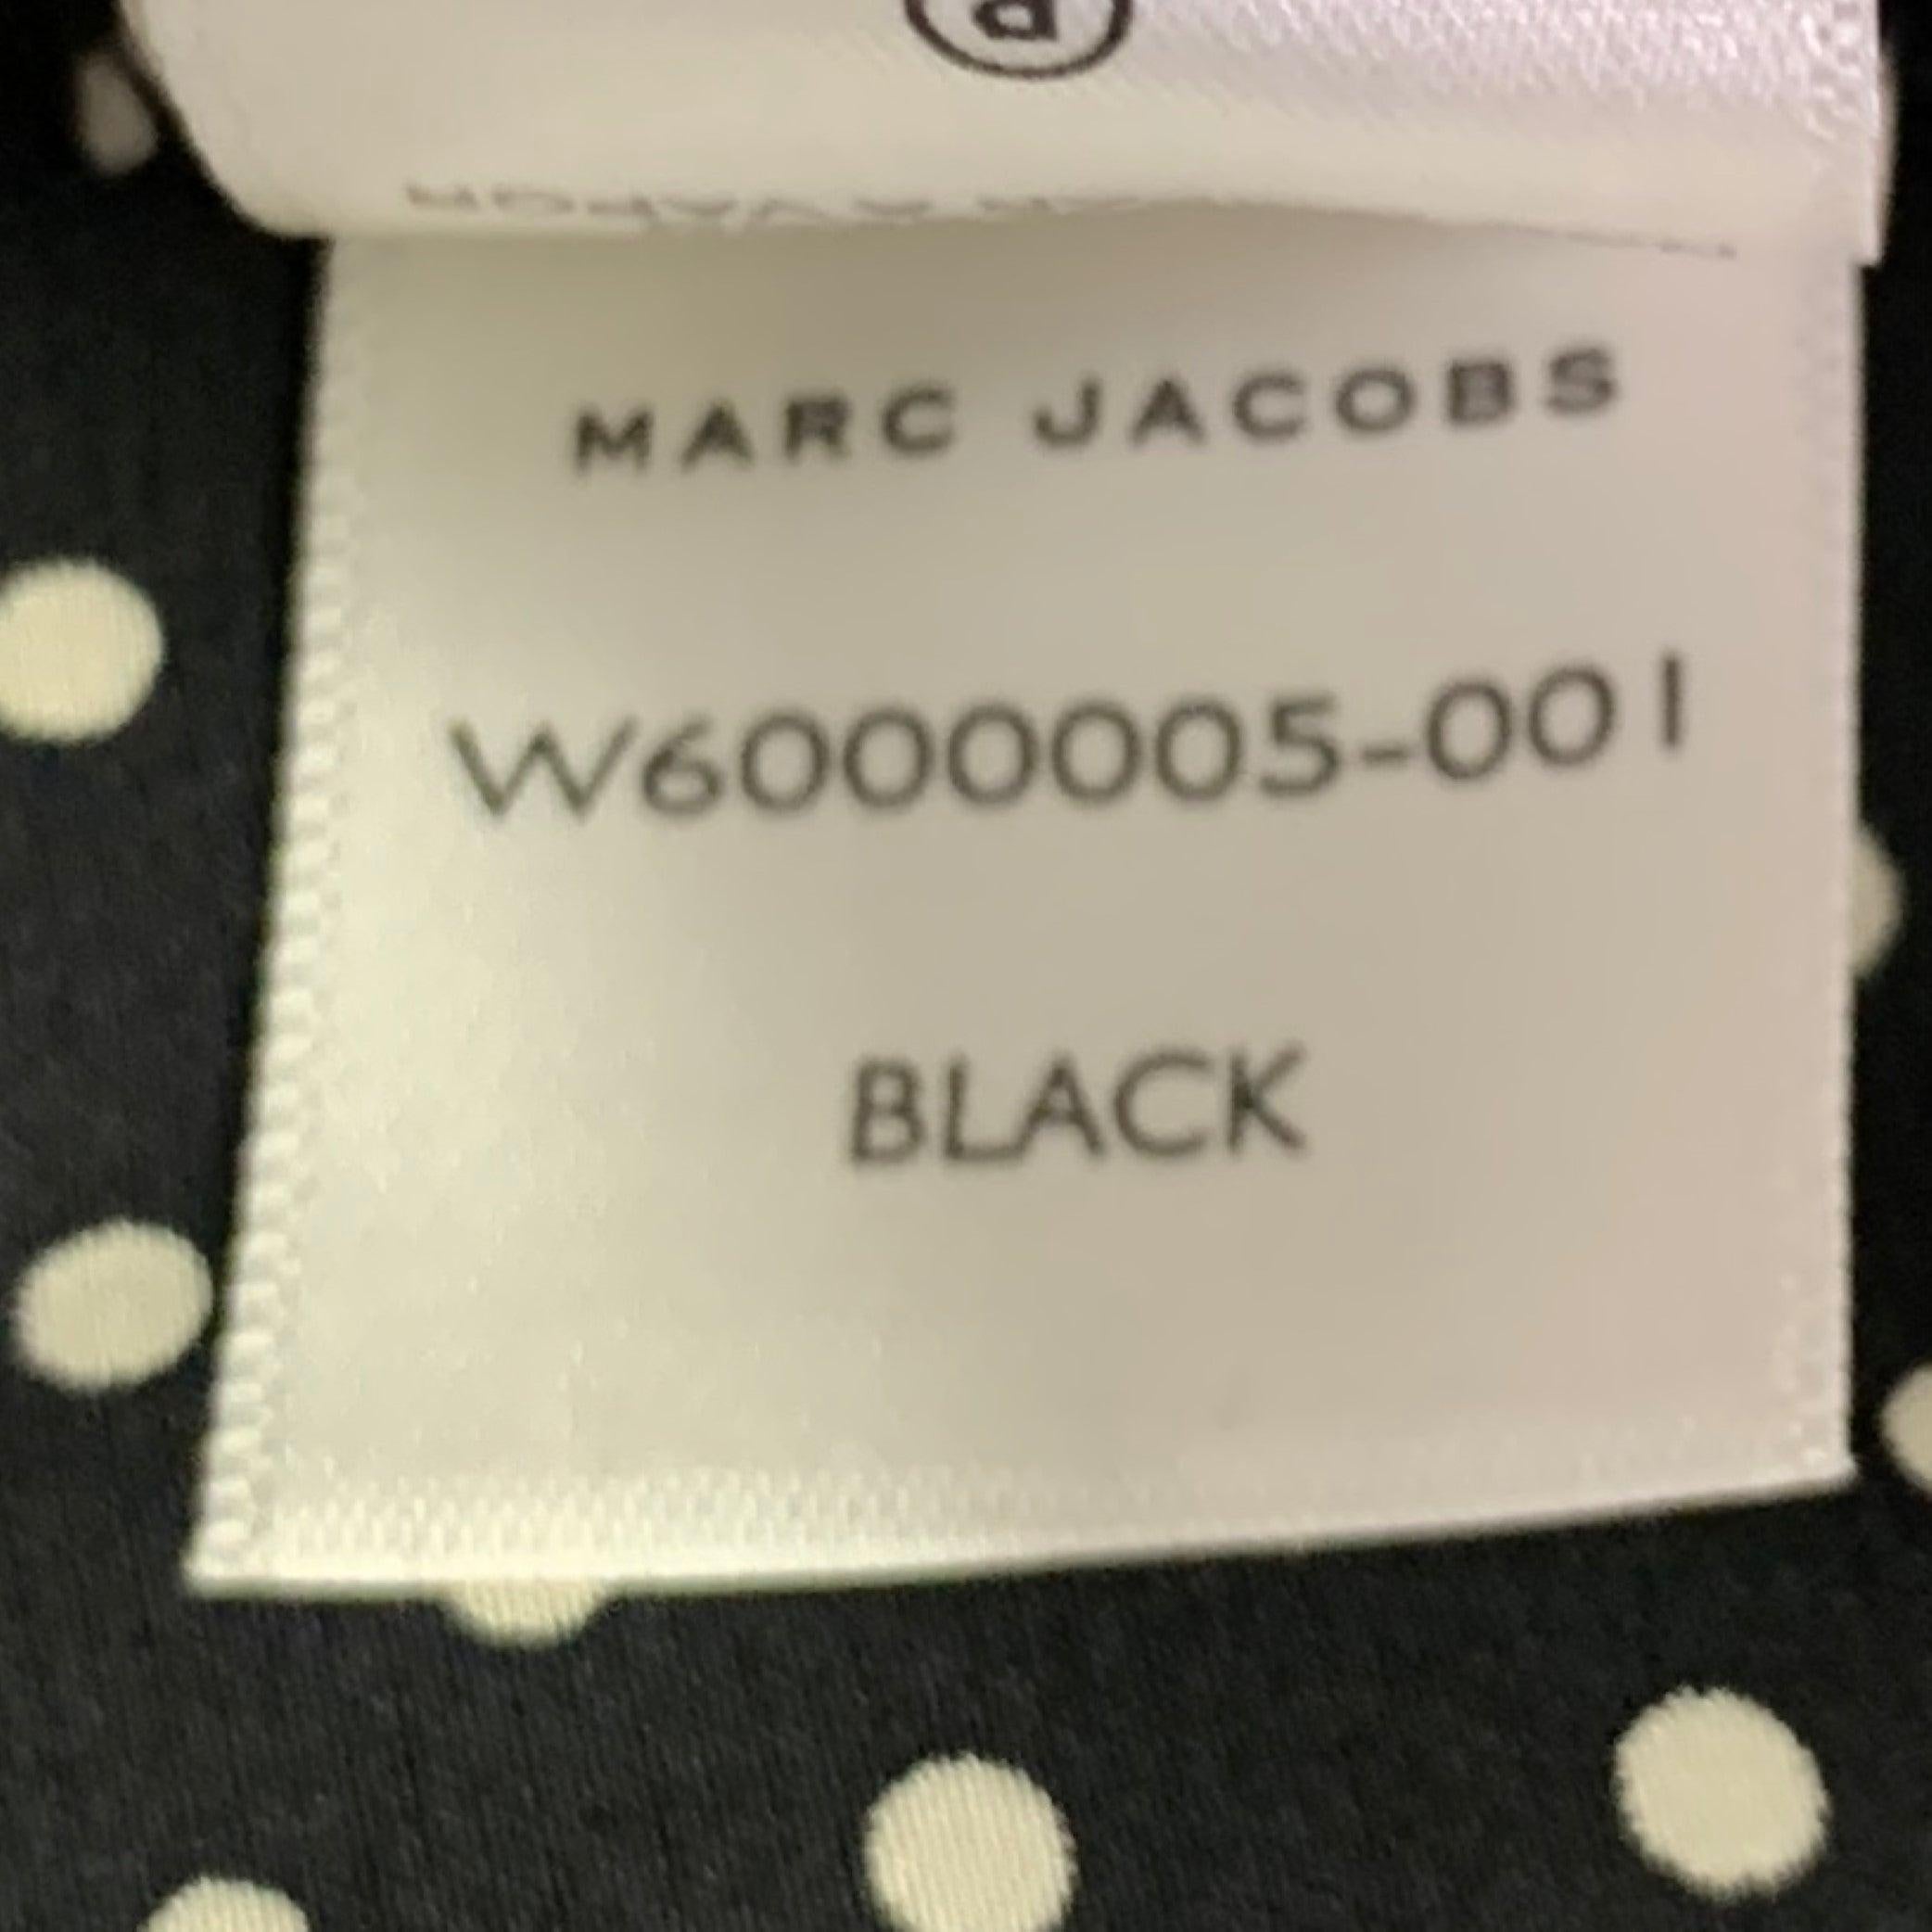 P
MARC JACOBS
W6000005-001
BLACK